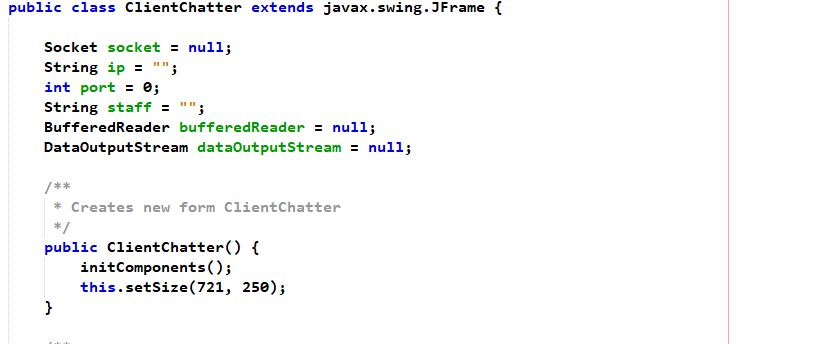 public class ClientChatter extends javax.swing.JFrame {
Socket socket = null;
String ip = "";
int port = 0;
String staff = "";
BufferedReader bufferedReader = null;
DataOutputStream dataOutputStream = null;
/**
* Creates new form ClientChatter
*/
public ClientChatter() {
initComponents();
this.setSize(721, 250);
}